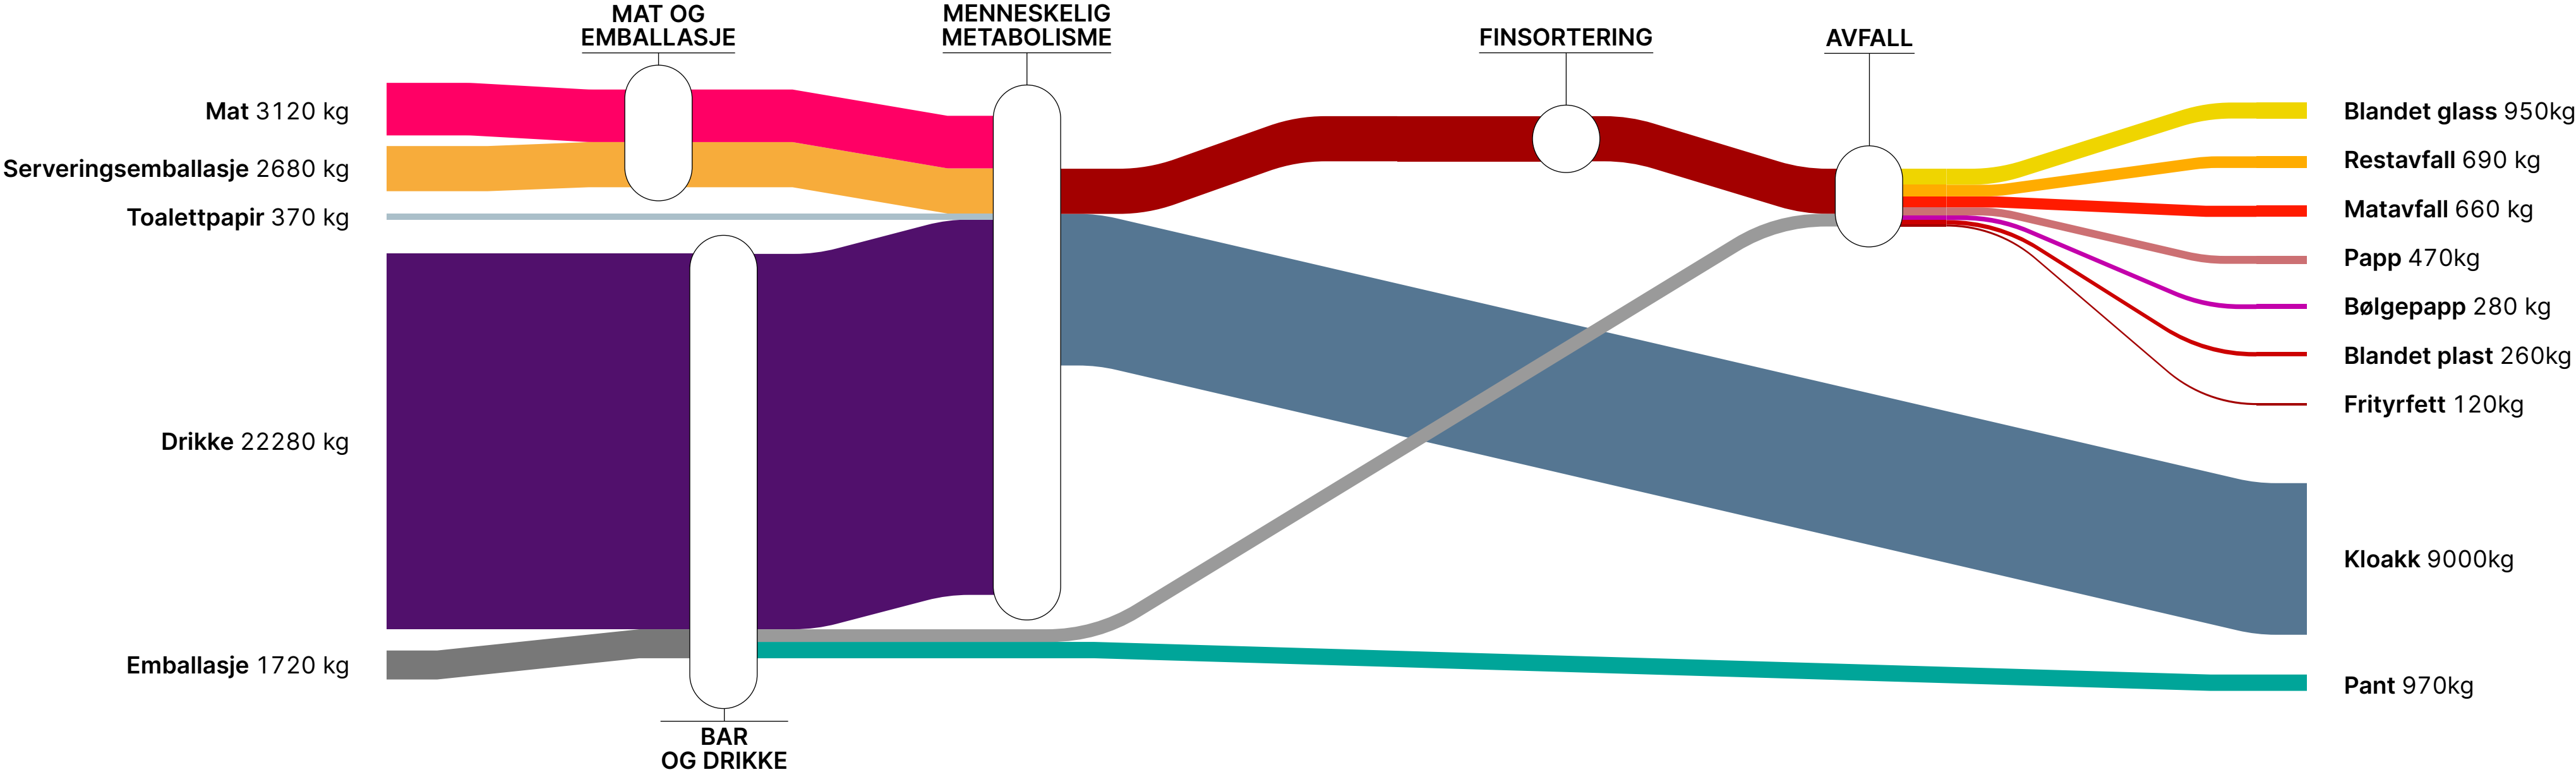 MAT OG
EMBALLASJE
MENNESKELIG
METABOLISME
FINSORTERING
AVFALL
Mat 3120 kg
Serveringsemballasje 2680 kg
Toalettpapir 370 kg
Drikke 22280 kg
Emballasje 1720 kg
BAR
OG DRIKKE
Blandet glass 950kg
Restavfall 690 kg
Matavfall 660 kg
Papp 470kg
Bølgepapp 280 kg
Blandet plast 260kg
Frityrfett 120kg
Kloakk 9000kg
Pant 970kg